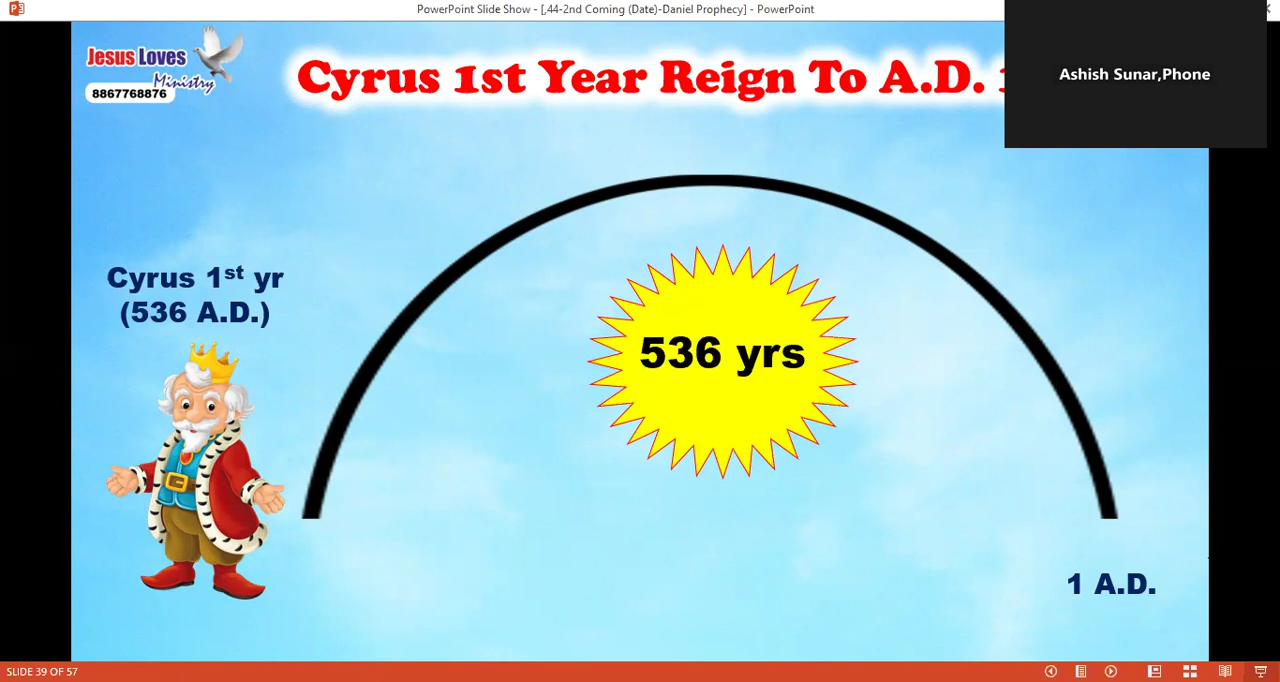 PowerPoint Slide Show - [,44-2nd Coming (Date)-Daniel Prophecy] - PowerPoint
Jesus Loves
Ministry
8867768876
Cyrus 1st Year Reign To A.D.
Ashish Sunar,Phone
Cyrus 1st yr
(536 A.D.)
536 yrs
1 A.D.
SLIDE 39 OF 57